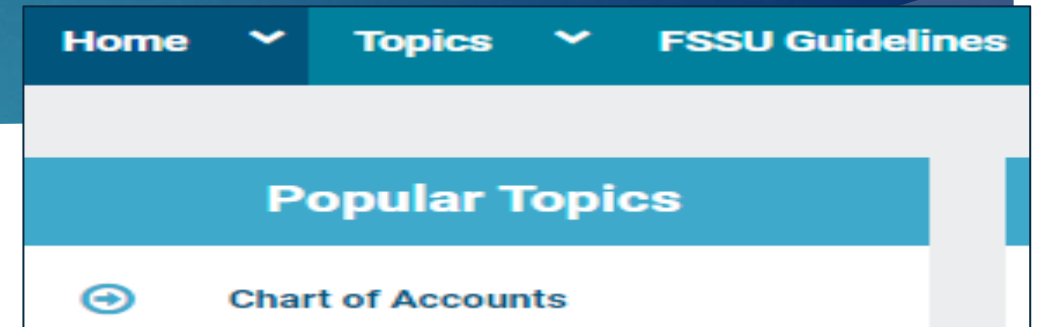 Home Topics FSSU Guidelines
Popular Topics
Chart of Accounts